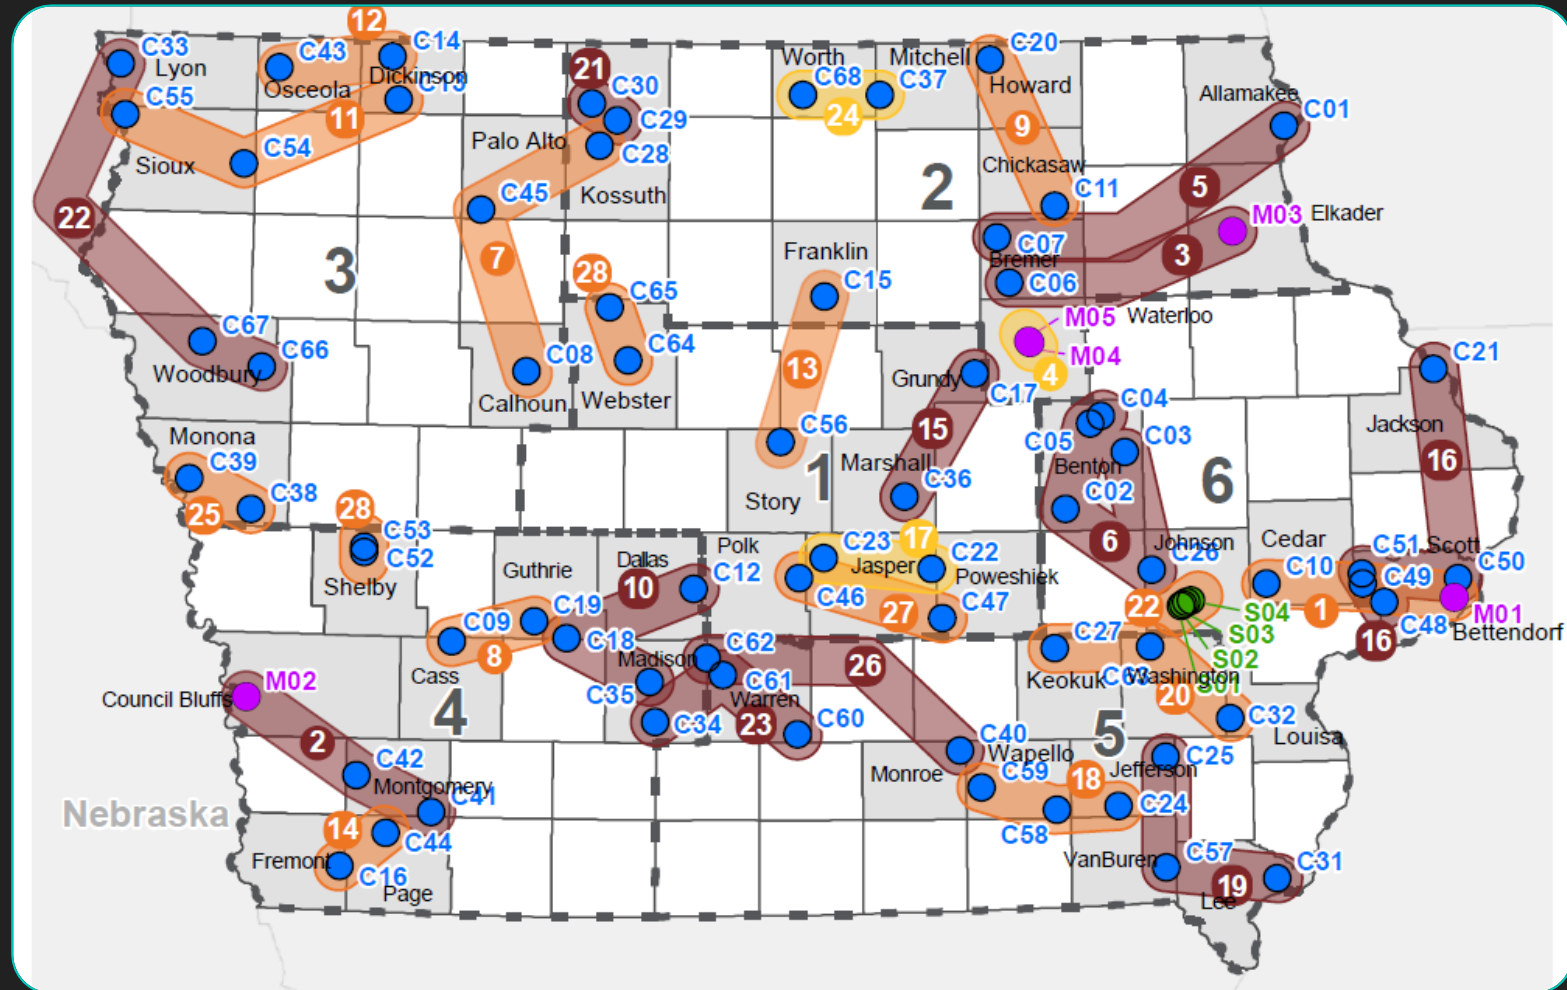 12
C33
C43
C14
Lyon
Dickinson
C13
Osceola
C55
11
21
C30
C29
Palo Alto
C28
Kossuth
Worth
Mitchell
C68
C37
24
C20
Howard
9
Chickasaw
C11
Allamakee
C01
5
2
Sioux
C54
C45
22
3
7
28
C65
Franklin
C15
C07
Bremer
C06
3
M03
Elkader
C67
C66
Woodbury
C08
Calhoun
C64
Webster
13
C56
M05
M04
Waterloo
4
Grundy
C17
15
C21
Jackson
16
Monona
C39
C38
25
28
C53
C52
Shelby
Story
1
Marshall
C36
C04
C05
C03
Benton
C02
6
6
Guthrie
Dallas
Polk
C12
10
C23
17
C22
Jasper
Poweshiek
C46
C47
27
Johnson
C26
22
Cedar
C10
C51
Scott
C50
C49
1
C48
M01
Bettendorf
16
S04
S03
S02
S01
C09
C19
8
Cass
C18
Madison
C35
C34
C62
C61
Warren
23
C60
26
C27
Keokuk
C63
Washington
20
C32
Louisa
Council Bluffs
M02
4
2
C42
Montgomery
C41
Nebraska
14
C44
Fremont
C16
Page
C40
Monroe
Wapello
C59
5
18
Jefferson
C25
C24
C58
VanBuren
C57
C31
19
Lee